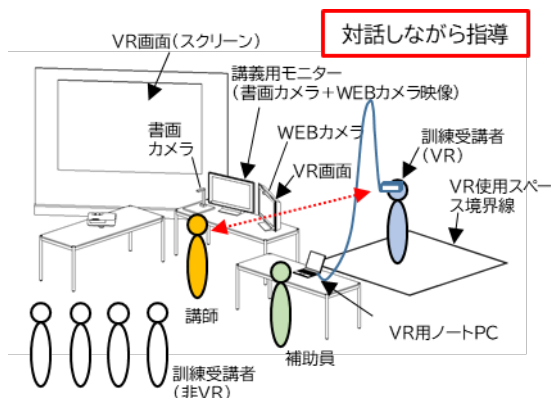 対話しながら指導
VR画面(スクリーン)
講義用モニター
(書画カメラ+WEBカメラ映像)
WEBカメラ
書画
カメラ
VR画面
訓練受講者
(VR)
VR使用スペー
ス境界線
講師
VR用ノートPC
補助員
訓練受講者
(非VR)